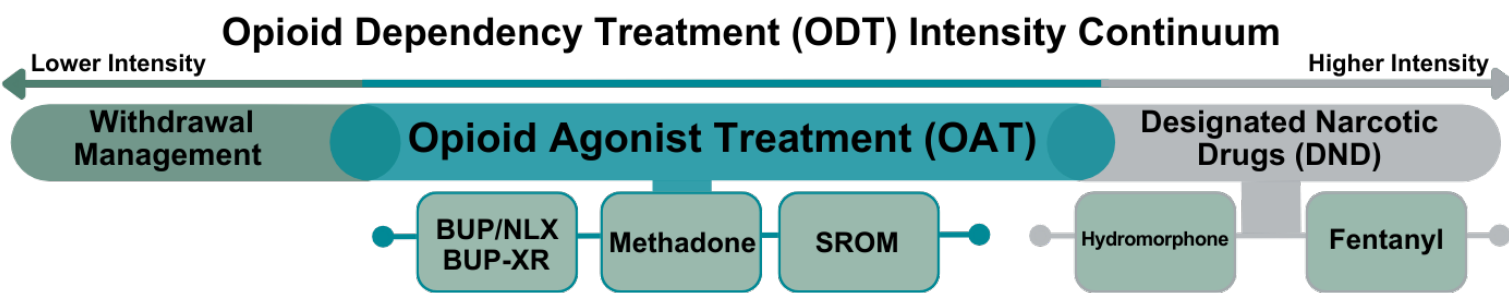 Opioid Dependency Treatment (ODT) Intensity Continuum
Lower Intensity
Higher Intensity
Withdrawal
Management
Opioid Agonist Treatment (OAT)
Designated Narcotic
Drugs (DND)
BUP/NLX
BUP-XR
Methadone
SROM
Hydromorphone
Fentanyl